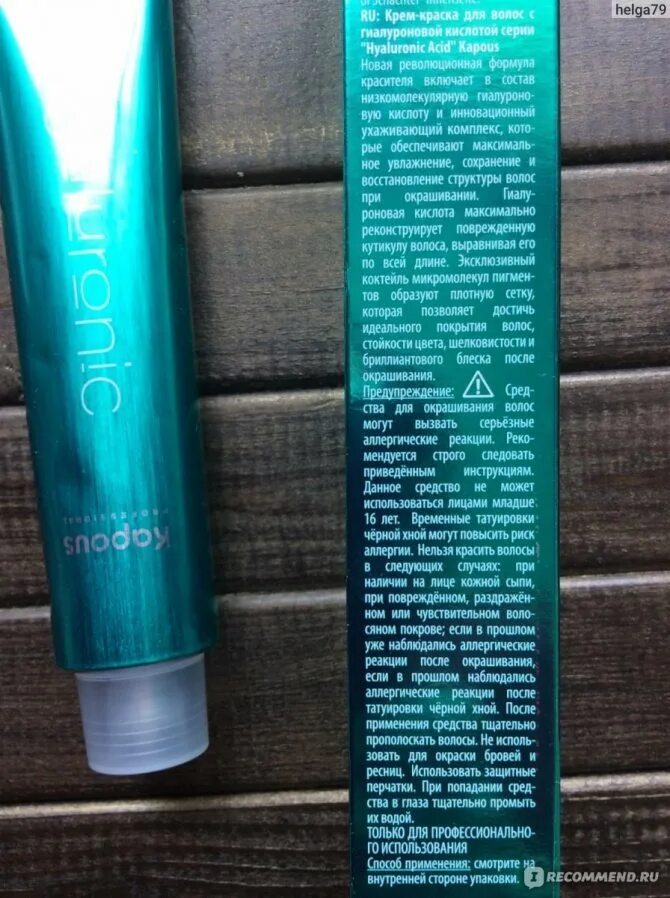 helga79
RU: Крем-краска для волос с
гиалуроновой кислотой серии
"Hyaluronic Acid" Kapous
Новая революционная формула
красителя включает в состав
низкомолекулярную гиалуроно-
вую кислоту и инновационный
ухаживающий комплекс, кото-
рые обеспечивают максималь-
ное увлажнение, сохранение и
восстановление структуры волос
при окрашивании. Гиалу-
роновая кислота максимально
реконструирует поврежденную
кутикулу волоса, выравнивая его
по всей длине. Эксклюзивный
коктейль микромолекул пигмен-
тов образуют плотную сетку,
которая позволяет достичь
идеального покрытия волос,
стойкости цвета, шелковистости и
бриллиантового блеска после
окрашивания.
Предупреждение: Сред-
ства для окрашивания волос
могут вызвать серьёзные
аллергические реакции. Реко-
мендуется строго следовать
приведённым инструкциям.
Данное средство не может
использоваться лицами младше
16 лет. Временные татуировки
чёрной хной могут повысить риск
аллергии. Нельзя красить волосы
в следующих случаях: при
наличии на лице кожной сыпи,
при повреждённом, раздражён-
ном или чувствительном воло-
сяном покрове; если в прошлом
уже наблюдались аллергические
реакции после окрашивания,
если в прошлом наблюдались
аллергические реакции после
татуировки чёрной хной. После
применения средства тщательно
прополоскать волосы. Не исполь-
зовать для окраски бровей и
ресниц. Использовать защитные
перчатки. При попадании сред-
ства в глаза тщательно промыть
их водой.
ТОЛЬКО ДЛЯ ПРОФЕССИОНАЛЬНО-
ГО ИСПОЛЬЗОВАНИЯ
Способ применения: смотрите на
внутренней стороне упаковки.
luronic
Kapous
PROFESSIONAL
I RECOMMEND.RU